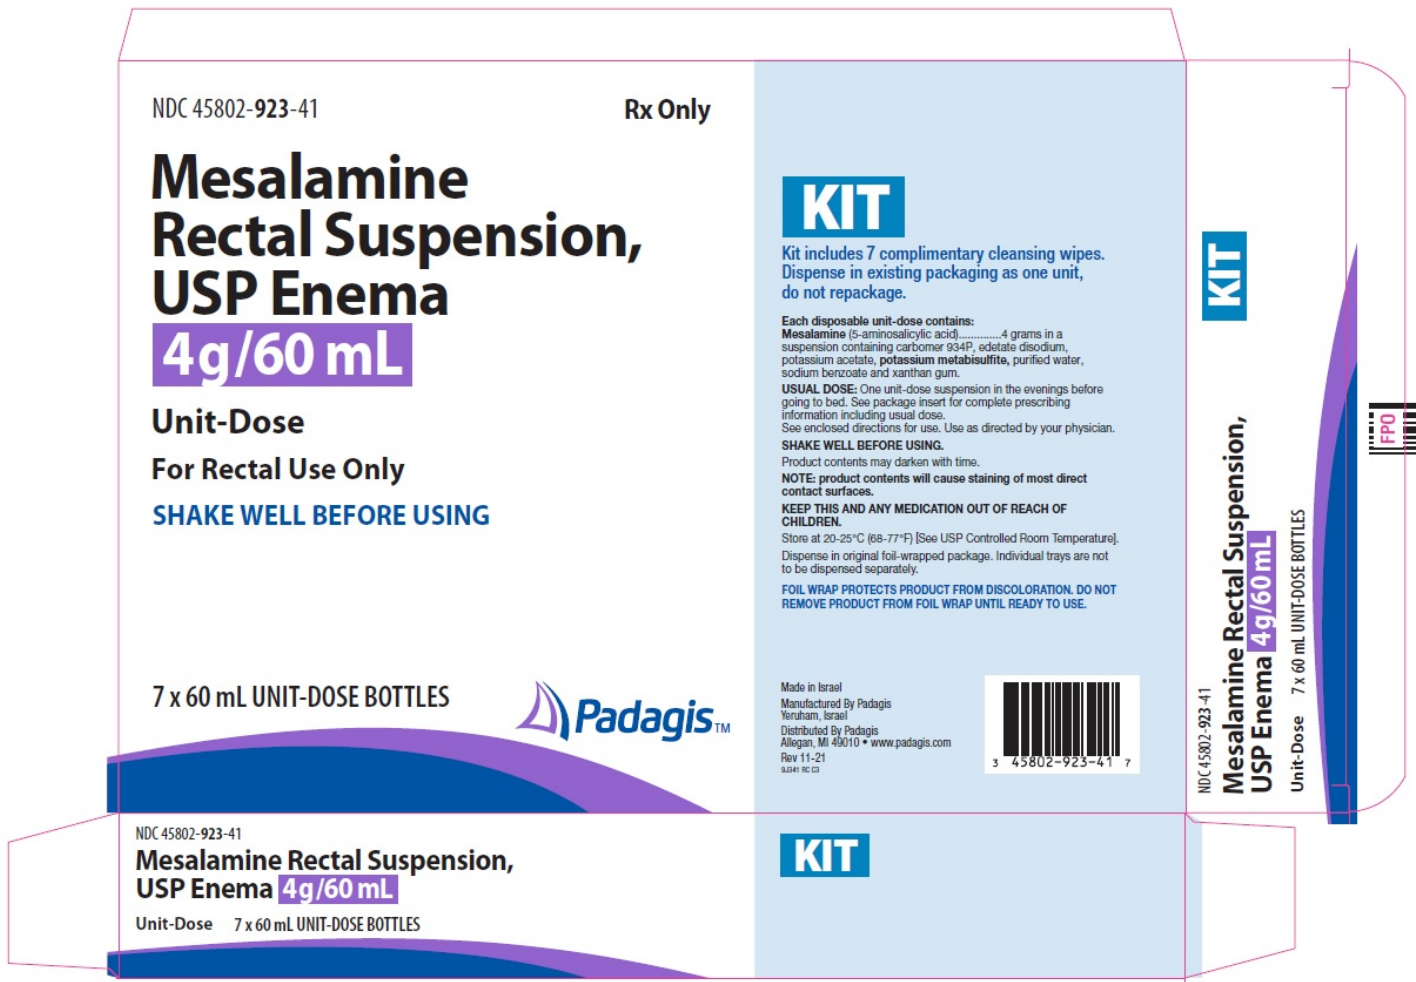 NDC 45802-923-41
Rx Only
Mesalamine
Rectal Suspension,
USP Enema
4g/60 mL
Unit-Dose
For Rectal Use Only
SHAKE WELL BEFORE USING
7 x 60 mL UNIT-DOSE BOTTLES
Padagis™
KIT
Kit includes 7 complimentary cleansing wipes.
Dispense in existing packaging as one unit,
do not repackage.
Each disposable unit-dose contains:
Mesalamine (5-aminosalicylic acid)..............4 grams in a
suspension containing carbomer 934P, edetate disodium,
potassium acetate, potassium metabisulfite, purified water,
sodium benzoate and xanthan gum.
USUAL DOSE: One unit-dose suspension in the evenings before
going to bed. See package insert for complete prescribing
information including usual dose.
See enclosed directions for use. Use as directed by your physician.
SHAKE WELL BEFORE USING.
Product contents may darken with time.
NOTE: product contents will cause staining of most direct
contact surfaces.
KEEP THIS AND ANY MEDICATION OUT OF REACH OF
CHILDREN.
Store at 20-25°C (68-77°F) [See USP Controlled Room Temperature].
Dispense in original foil-wrapped package. Individual trays are not
to be dispensed separately.
FOIL WRAP PROTECTS PRODUCT FROM DISCOLORATION. DO NOT
REMOVE PRODUCT FROM FOIL WRAP UNTIL READY TO USE.
Made in Israel
Manufactured By Padagis
Yeruham, Israel
Distributed By Padagis
Allegan, MI 49010 • www.padagis.com
Rev 11-21
9J341 RC C3
3 45802-923-41 7
KIT
NDC 45802-923-41
Mesalamine Rectal Suspension,
USP Enema 4g/60mL
Unit-Dose 7 x 60 mL UNIT-DOSE BOTTLES
FPO
NDC 45802-923-41
Mesalamine Rectal Suspension,
USP Enema 4g/60 mL
Unit-Dose 7 x 60 mL UNIT-DOSE BOTTLES
KIT